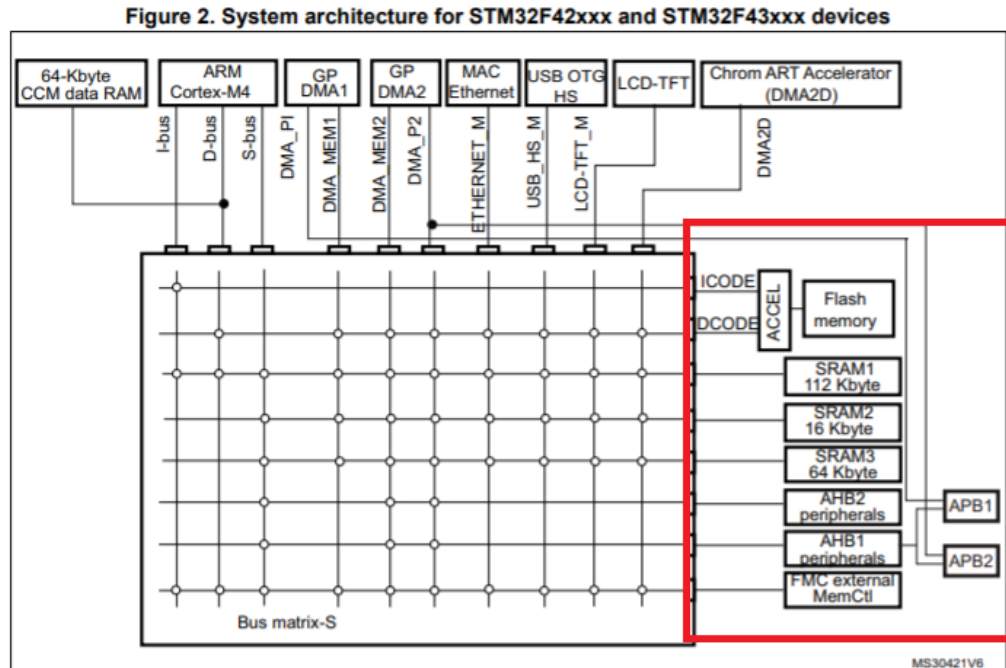 Figure 2. System architecture for STM32F42xxx and STM32F43xxx devices
64-Kbyte
CCM data RAM
ARM
Cortex-M4
GP
DMA1
GP
DMA2
MAC
Ethernet
USB OTG
HS
LCD-TFT
Chrom ART Accelerator
(DMA2D)
I-bus
D-bus
S-bus
DMA_PI
DMA_MEM1
DMA_MEM2
DMA_P2
ETHERNET_M
USB_HS_M
LCD-TFT_M
DMA2D
ICODE
DCODE
ACCEL
Flash
memory
SRAM1
112 Kbyte
SRAM2
16 Kbyte
SRAM3
64 Kbyte
AHB2
peripherals
AHB1
peripherals
FMC external
MemCtl
APB1
APB2
Bus matrix-S
MS30421V6